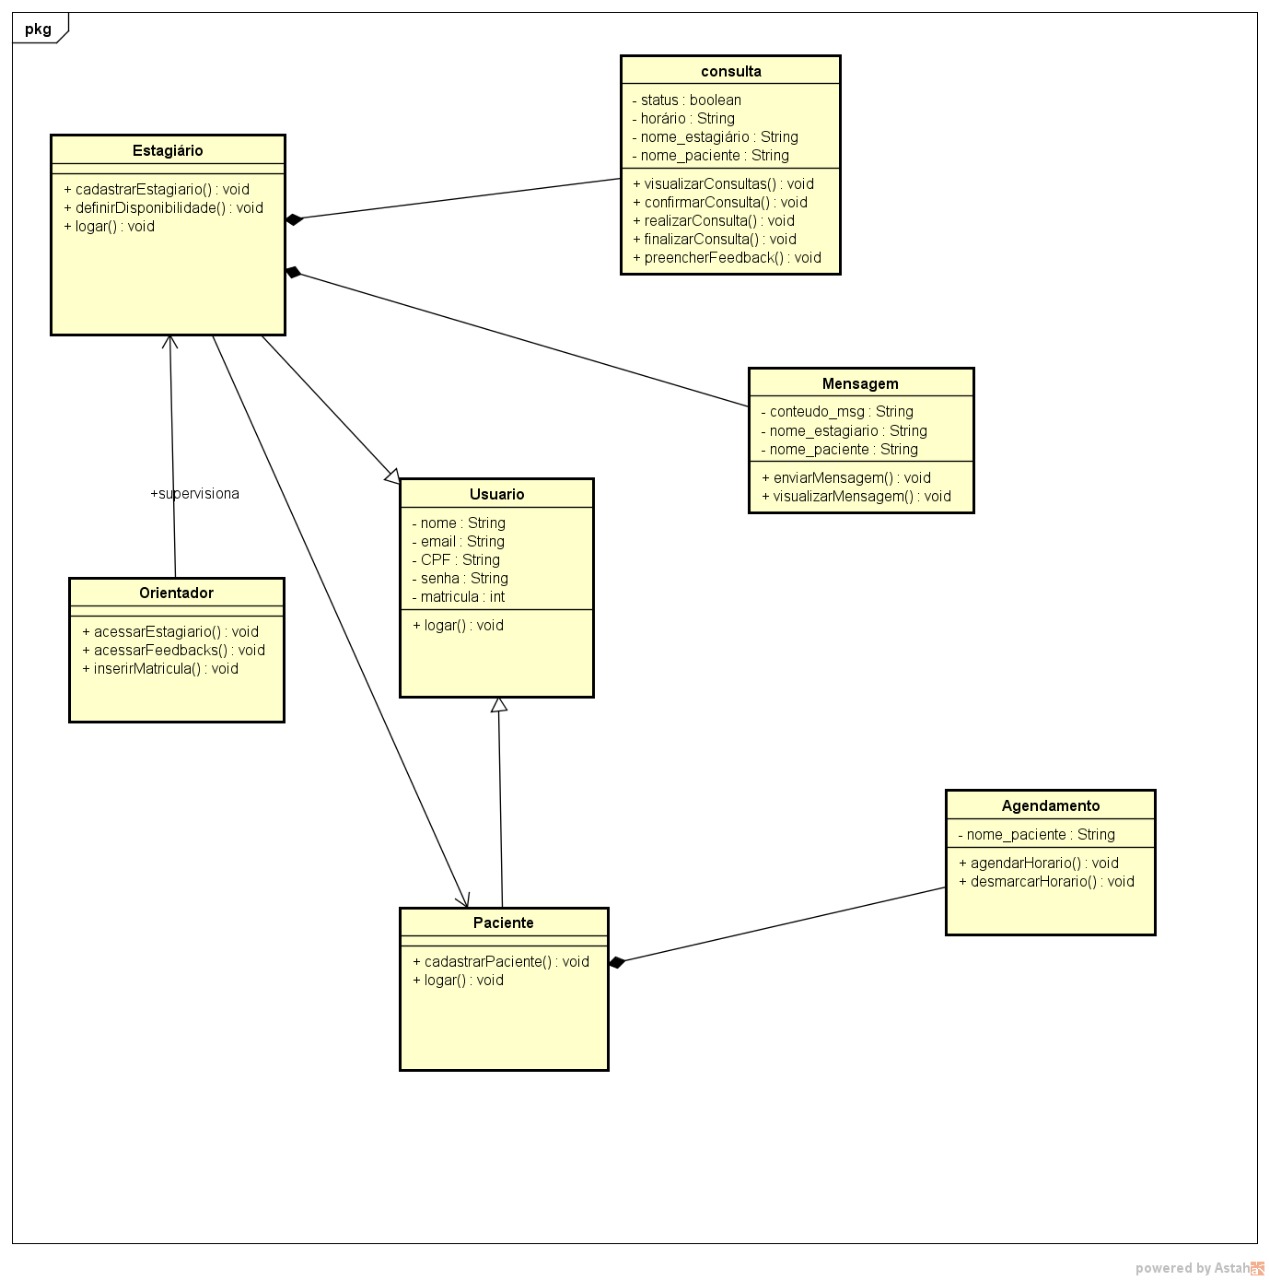 pkg
consulta
- status : boolean
- horário : String
- nome_estagiário : String
- nome_paciente : String
+ visualizarConsultas() : void
+ confirmarConsulta() : void
+ realizarConsulta() : void
+ finalizarConsulta() : void
+ preencherFeedback() : void
Estagiário
+ cadastrarEstagiario() : void
+ definirDisponibilidade() : void
+ logar() : void
Mensagem
- conteudo_msg : String
- nome_estagiario : String
- nome_paciente : String
+ enviarMensagem() : void
+ visualizarMensagem() : void
+supervisiona
Usuario
- nome : String
- email : String
- CPF : String
- senha : String
- matricula : int
+ logar() : void
Orientador
+ acessarEstagiario() : void
+ acessarFeedbacks() : void
+ inserirMatricula() : void
Agendamento
- nome_paciente : String
+ agendarHorario() : void
+ desmarcarHorario() : void
Paciente
+ cadastrarPaciente() : void
+ logar() : void
powered by Astah